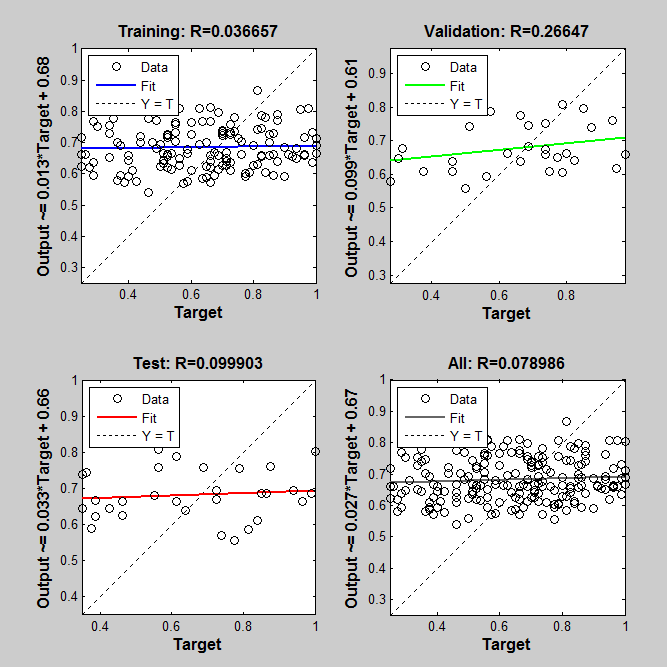 Training: R=0.036657
Output ~= 0.013*Target + 0.68
1
0.9
0.8
0.7
0.6
0.5
0.4
0.3
Data
Fit
Y = T
0.4
0.6
0.8
1
Target
Validation: R=0.26647
Output ~= 0.099*Target + 0.61
0.9
0.8
0.7
0.6
0.5
0.4
0.3
Data
Fit
Y = T
0.4
0.6
0.8
Target
Test: R=0.099903
Output ~= 0.033*Target + 0.66
1
0.9
0.8
0.7
0.6
0.5
0.4
Data
Fit
Y = T
0.4
0.6
0.8
1
Target
All: R=0.078986
Output ~= 0.027*Target + 0.67
1
0.9
0.8
0.7
0.6
0.5
0.4
0.3
Data
Fit
Y = T
0.4
0.6
0.8
1
Target